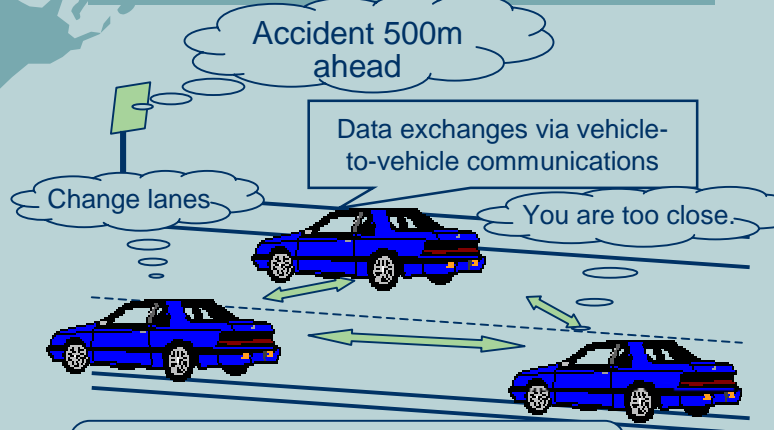 Accident 500m
ahead
Data exchanges via vehicle-
to-vehicle communications
Change lanes
You are too close.